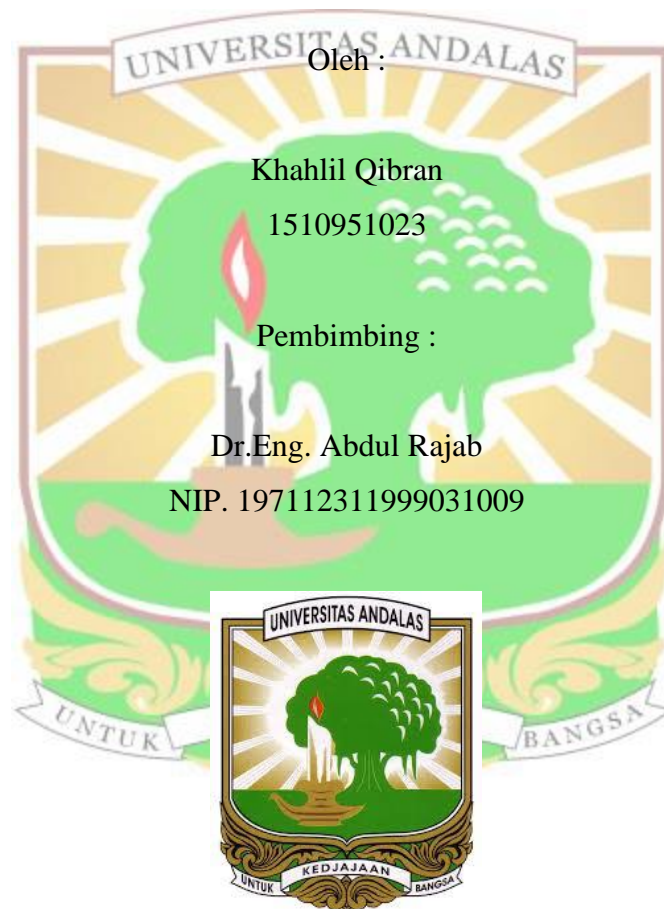 UNIVERSITAS ANDALAS
Oleh :
Khahlil Qibran
1510951023
Pembimbing :
Dr.Eng. Abdul Rajab
NIP. 197112311999031009
UNIVERSITAS ANDALAS
UNTUK BANGSA
UNTUK KEDJAJAAN BANGSA